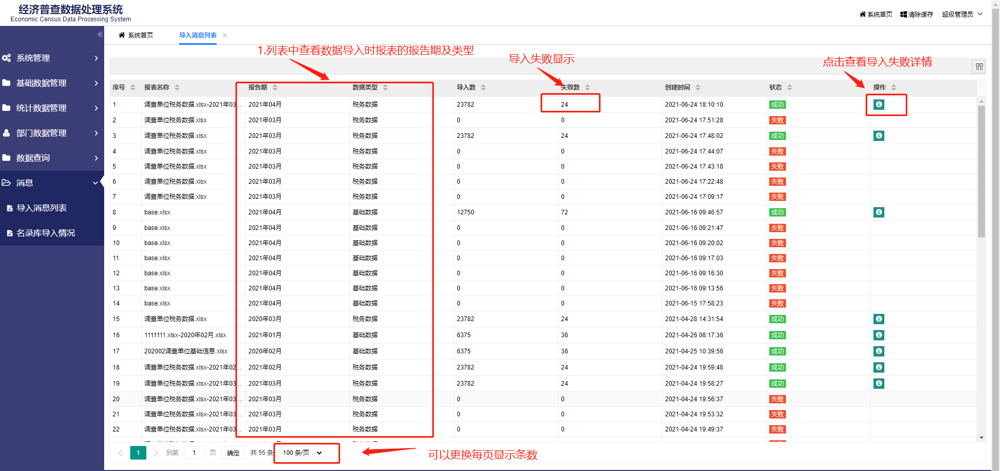 经济普查数据处理系统
Economic Census Data Processing System
系统首页 清除缓存 超级管理员
系统首页 导入消息列表
系统管理
基础数据管理
统计数据管理
部门数据管理
数据查询
消息
导入消息列表
名录库导入情况
1.列表中查看数据导入时报表的报告期及类型
导入失败显示
点击查看导入失败详情
序号 报表名称 报告期 数据类型 导入数 失败数 创建时间 状态 操作
1 调查单位税务数据.xlsx-2021年03... 2021年04月 税务数据 23782 24 2021-06-24 18:10:10 成功
2 调查单位税务数据.xlsx 2021年03月 税务数据 0 0 2021-06-24 17:51:28 失败
3 调查单位税务数据.xlsx 2021年03月 税务数据 23782 24 2021-06-24 17:48:02 成功
4 调查单位税务数据.xlsx 2021年03月 税务数据 0 0 2021-06-24 17:44:07 失败
5 调查单位税务数据.xlsx 2021年03月 税务数据 0 0 2021-06-24 17:43:18 失败
6 调查单位税务数据.xlsx 2021年03月 税务数据 0 0 2021-06-24 17:22:48 失败
7 调查单位税务数据.xlsx 2021年03月 税务数据 0 0 2021-06-24 17:09:17 失败
8 base.xlsx 2021年04月 基础数据 12750 72 2021-06-16 09:46:57 成功
9 base.xlsx 2021年04月 基础数据 0 0 2021-06-16 09:21:47 失败
10 base.xlsx 2021年04月 基础数据 0 0 2021-06-16 09:20:02 失败
11 base.xlsx 2021年04月 基础数据 0 0 2021-06-16 09:17:03 失败
12 base.xlsx 2021年04月 基础数据 0 0 2021-06-16 09:16:30 失败
13 base.xlsx 2021年04月 基础数据 0 0 2021-06-16 09:13:56 失败
14 base.xlsx 2021年04月 基础数据 0 0 2021-06-15 17:58:23 失败
15 调查单位税务数据.xlsx 2020年03月 税务数据 23782 24 2021-04-28 14:31:54 成功
16 1111111.xlsx-2020年02月.xlsx 2021年01月 基础数据 6375 36 2021-04-26 08:17:36 成功
17 202002调查单位基础信息.xlsx 2020年02月 基础数据 6375 36 2021-04-25 10:39:56 成功
18 调查单位税务数据.xlsx-2021年02... 2021年02月 税务数据 23782 24 2021-04-24 19:59:48 成功
19 调查单位税务数据.xlsx-2021年03... 2021年03月 税务数据 23782 24 2021-04-24 19:58:27 成功
20 调查单位税务数据.xlsx-2021年03... 2021年03月 税务数据 0 0 2021-04-24 19:56:37 失败
21 调查单位税务数据.xlsx-2021年03... 2021年03月 税务数据 0 0 2021-04-24 19:53:32 失败
22 调查单位税务数据.xlsx-2021年03... 2021年03月 税务数据 0 0 2021-04-24 19:49:37 失败
1 到第 1 页 确定 共 55 条 100 条/页
可以更换每页显示条数